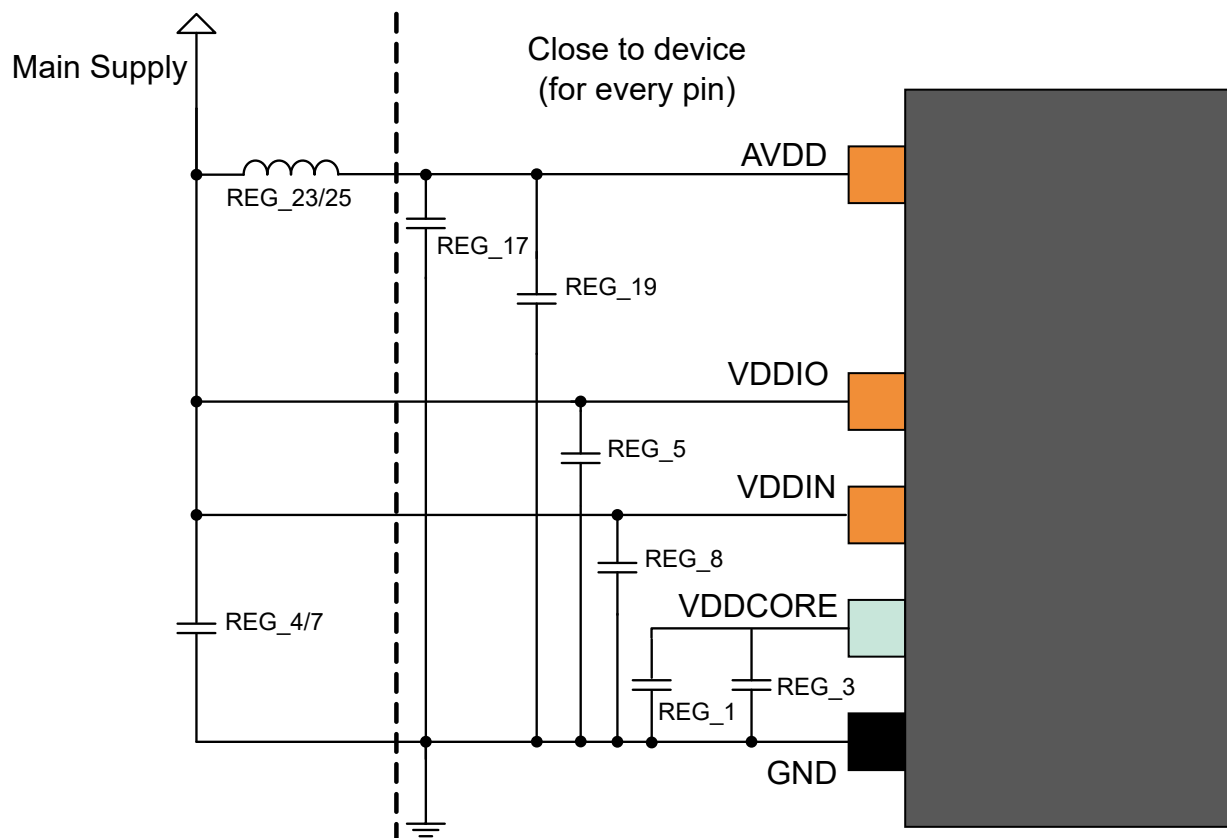 Main Supply
Close to device
(for every pin)
AVDD
REG_23/25
REG_17
REG_19
VDDIO
REG_5
VDDIN
REG_8
VDDCORE
REG_4/7
REG_3
REG_1
GND